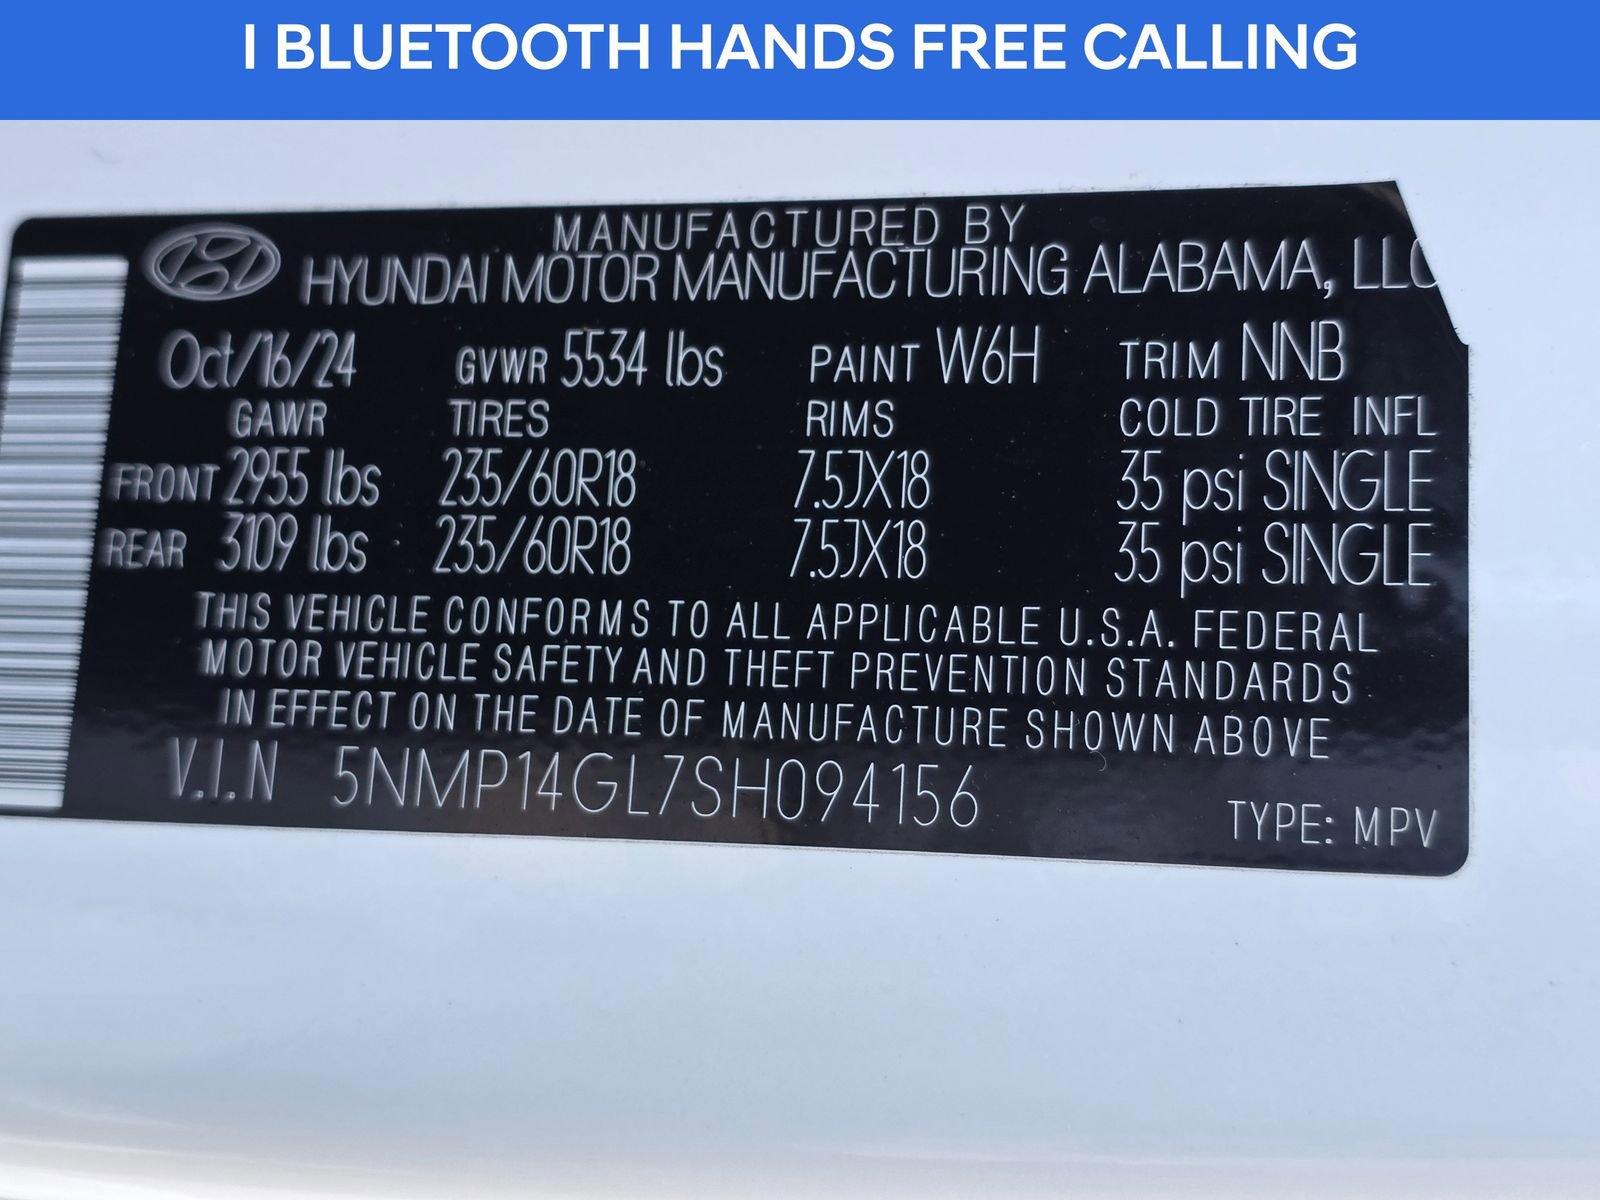 I BLUETOOTH HANDS FREE CALLING
MANUFACTURED BY
HYUNDAI MOTOR MANUFACTURING ALABAMA, LLC
Oct/16/24 GVWR 5534 lbs PAINT W6H TRIM NNB
GAWR TIRES RIMS COLD TIRE INFL
FRONT 2955 lbs 235/60R18 7.5JX18 35 psi SINGLE
REAR 3109 lbs 235/60R18 7.5JX18 35 psi SINGLE
THIS VEHICLE CONFORMS TO ALL APPLICABLE U.S.A. FEDERAL
MOTOR VEHICLE SAFETY AND THEFT PREVENTION STANDARDS
IN EFFECT ON THE DATE OF MANUFACTURE SHOWN ABOVE
V.I.N 5NMP14GL7SH094156
TYPE: MPV